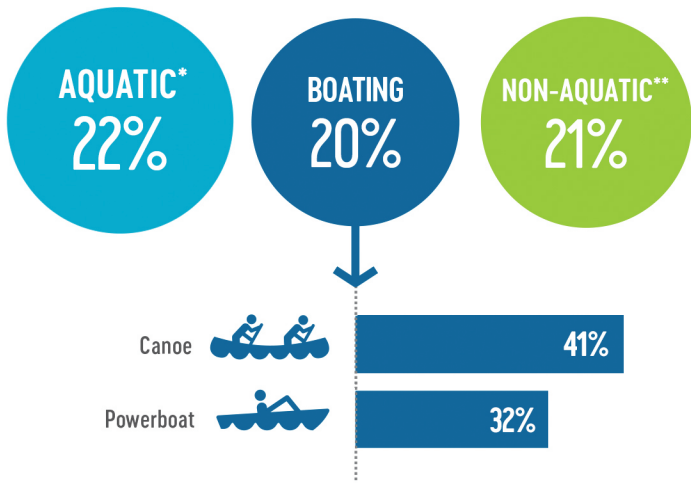 AQUATIC*
22%
BOATING
20%
NON-AQUATIC**
21%
Canoe
41%
Powerboat
32%